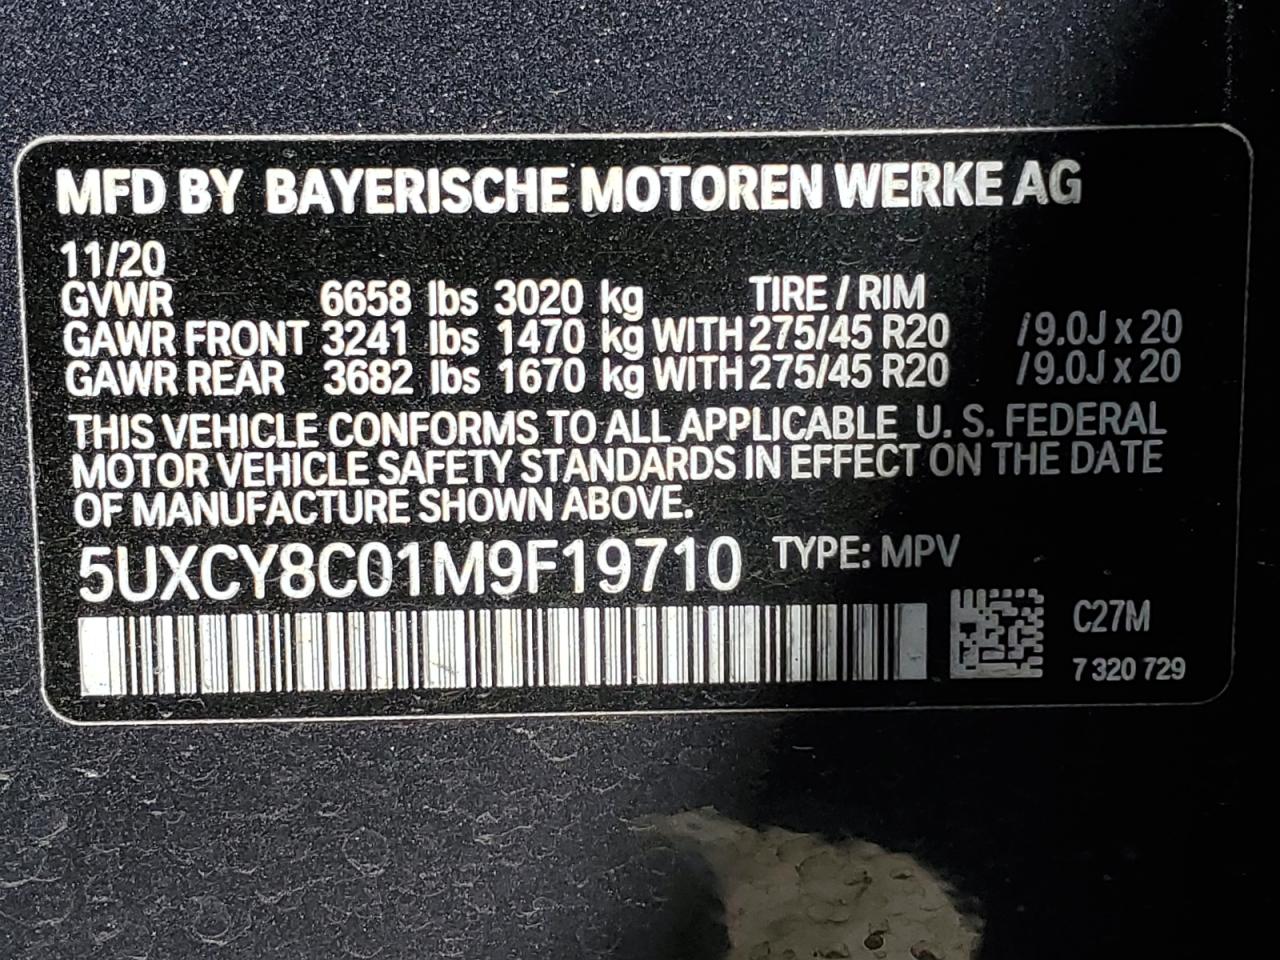 MFD BY BAYERISCHE MOTOREN WERKE AG
11/20
GVWR 6658 lbs 3020 kg TIRE / RIM
GAWR FRONT 3241 lbs 1470 kg WITH 275/45 R20 /9.0J x 20
GAWR REAR 3682 lbs 1670 kg WITH 275/45 R20 /9.0J x 20
THIS VEHICLE CONFORMS TO ALL APPLICABLE U. S. FEDERAL
MOTOR VEHICLE SAFETY STANDARDS IN EFFECT ON THE DATE
OF MANUFACTURE SHOWN ABOVE.
5UXCY8C01M9F19710 TYPE: MPV
C27M
7 320 729